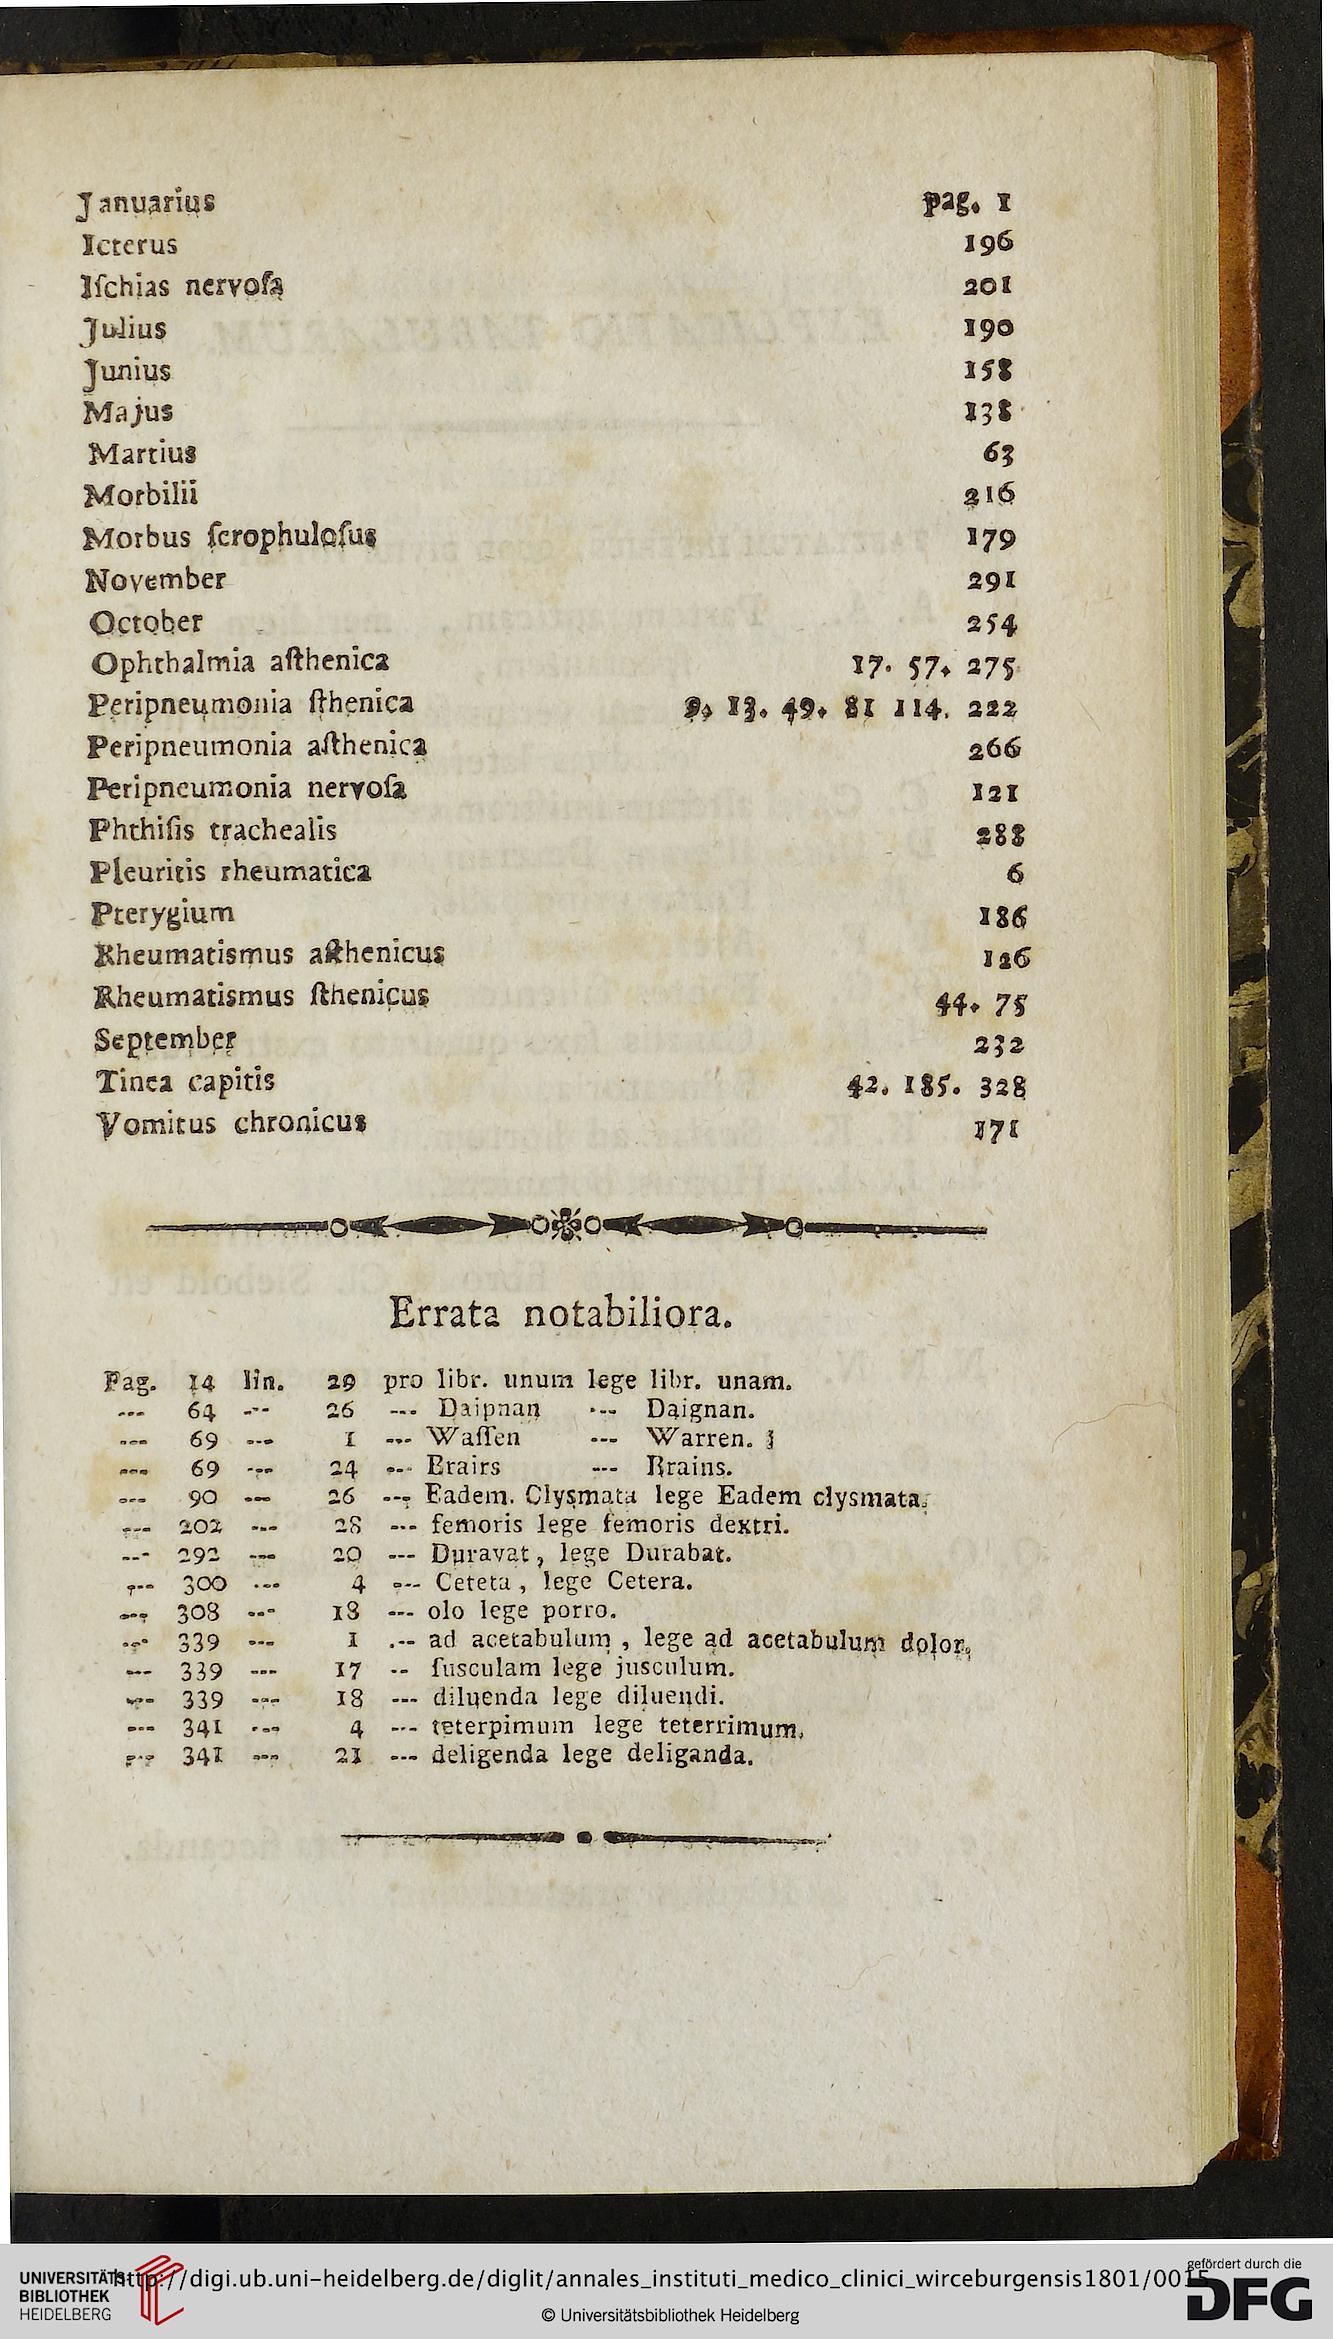 Januarius pag. 1
Icterus 196
Iſchias nervoſa 201
Julius 190
Junius 158
Majus 138
Martius 63
Morbilii 216
Morbus ſcrophuloſus 179
November 291
October 254
Ophthalmia aſthenica 17. 57. 275
Peripneumonia ſthenica 9. 13. 49. 81 114. 222
Peripneumonia aſthenica 266
Peripneumonia nervoſa 121
Phthiſis trachealis 288
Pleuritis rheumatica 6
Pterygium 186
Rheumatismus aſthenicus 126
Rheumatismus ſthenicus 44. 75
September 232
Tinea capitis 42. 185. 328
Vomitus chronicus 171
Errata notabiliora.
Pag. 14 lin. 29 pro libr. unum lege libr. unam.
--- 64 --- 26 --- Daipnan --- Daignan.
--- 69 --- 1 --- Waſſen --- Warren.
--- 69 --- 24 --- Brairs --- Brains.
--- 90 --- 26 --- Eadem. Clysmata lege Eadem clysmata.
--- 202 --- 28 --- femoris lege femoris dextri.
--- 292 --- 20 --- Duravat, lege Durabat.
--- 300 --- 4 --- Ceteta, lege Cetera.
--- 308 --- 18 --- olo lege porro.
--- 339 --- 1 --- ad acetabulum, lege ad acetabulum dolor.
--- 339 --- 17 -- fusculam lege jusculum.
--- 339 --- 18 --- diluenda lege diluendi.
--- 341 --- 4 --- teterpimum lege teterrimum.
--- 341 --- 21 --- deligenda lege deliganda.
UNIVERSITÄTS-
BIBLIOTHEK
HEIDELBERG
http://digi.ub.uni-heidelberg.de/diglit/annales_instituti_medico_clinici_wirceburgensis1801/0015
© Universitätsbibliothek Heidelberg
gefördert durch die
DFG